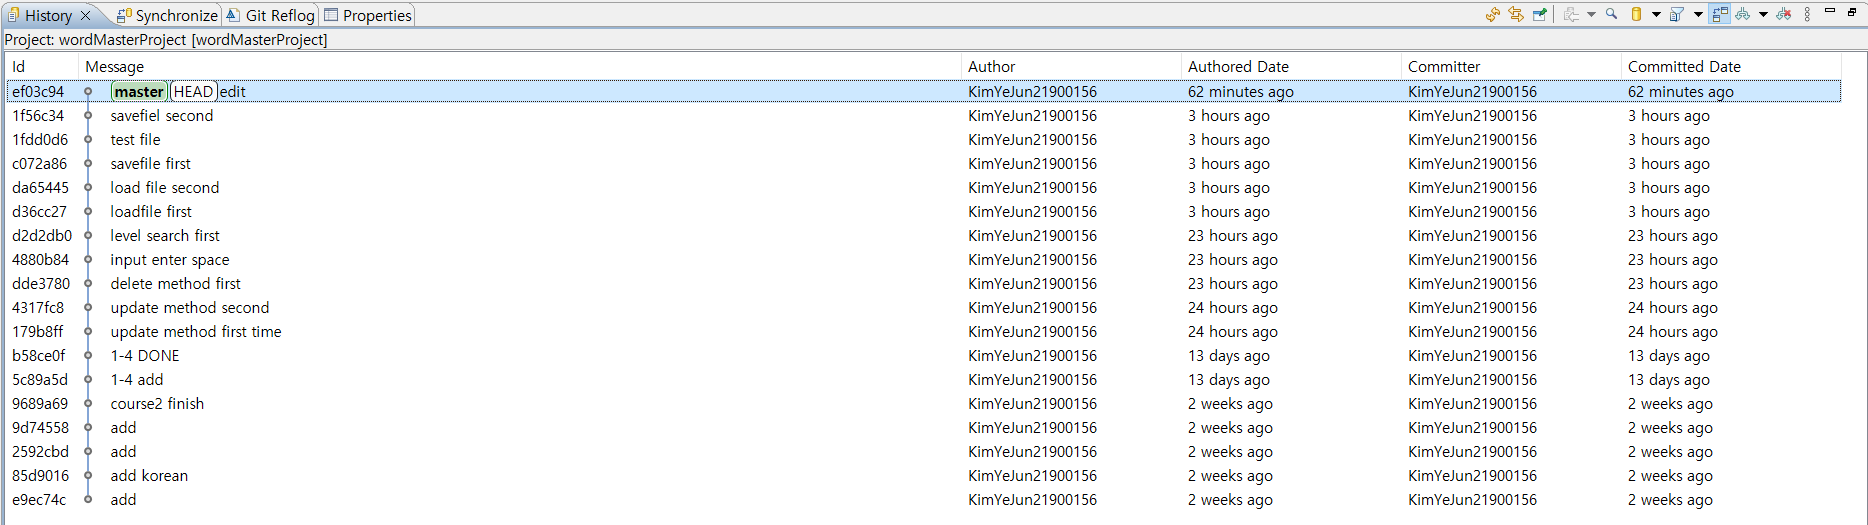 History Synchronize Git Reflog Properties
Project: wordMasterProject [wordMasterProject]
Id Message Author Authored Date Committer Committed Date
ef03c94 master HEAD edit KimYeJun21900156 62 minutes ago KimYeJun21900156 62 minutes ago
1f56c34 savefiel second KimYeJun21900156 3 hours ago KimYeJun21900156 3 hours ago
1fdd0d6 test file KimYeJun21900156 3 hours ago KimYeJun21900156 3 hours ago
c072a86 savefile first KimYeJun21900156 3 hours ago KimYeJun21900156 3 hours ago
da65445 load file second KimYeJun21900156 3 hours ago KimYeJun21900156 3 hours ago
d36cc27 loadfile first KimYeJun21900156 3 hours ago KimYeJun21900156 3 hours ago
d2d2db0 level search first KimYeJun21900156 23 hours ago KimYeJun21900156 23 hours ago
4880b84 input enter space KimYeJun21900156 23 hours ago KimYeJun21900156 23 hours ago
dde3780 delete method first KimYeJun21900156 23 hours ago KimYeJun21900156 23 hours ago
4317fc8 update method second KimYeJun21900156 24 hours ago KimYeJun21900156 24 hours ago
179b8ff update method first time KimYeJun21900156 24 hours ago KimYeJun21900156 24 hours ago
b58ce0f 1-4 DONE KimYeJun21900156 13 days ago KimYeJun21900156 13 days ago
5c89a5d 1-4 add KimYeJun21900156 13 days ago KimYeJun21900156 13 days ago
9689a69 course2 finish KimYeJun21900156 2 weeks ago KimYeJun21900156 2 weeks ago
9d74558 add KimYeJun21900156 2 weeks ago KimYeJun21900156 2 weeks ago
2592cbd add KimYeJun21900156 2 weeks ago KimYeJun21900156 2 weeks ago
85d9016 add korean KimYeJun21900156 2 weeks ago KimYeJun21900156 2 weeks ago
e9ec74c add KimYeJun21900156 2 weeks ago KimYeJun21900156 2 weeks ago